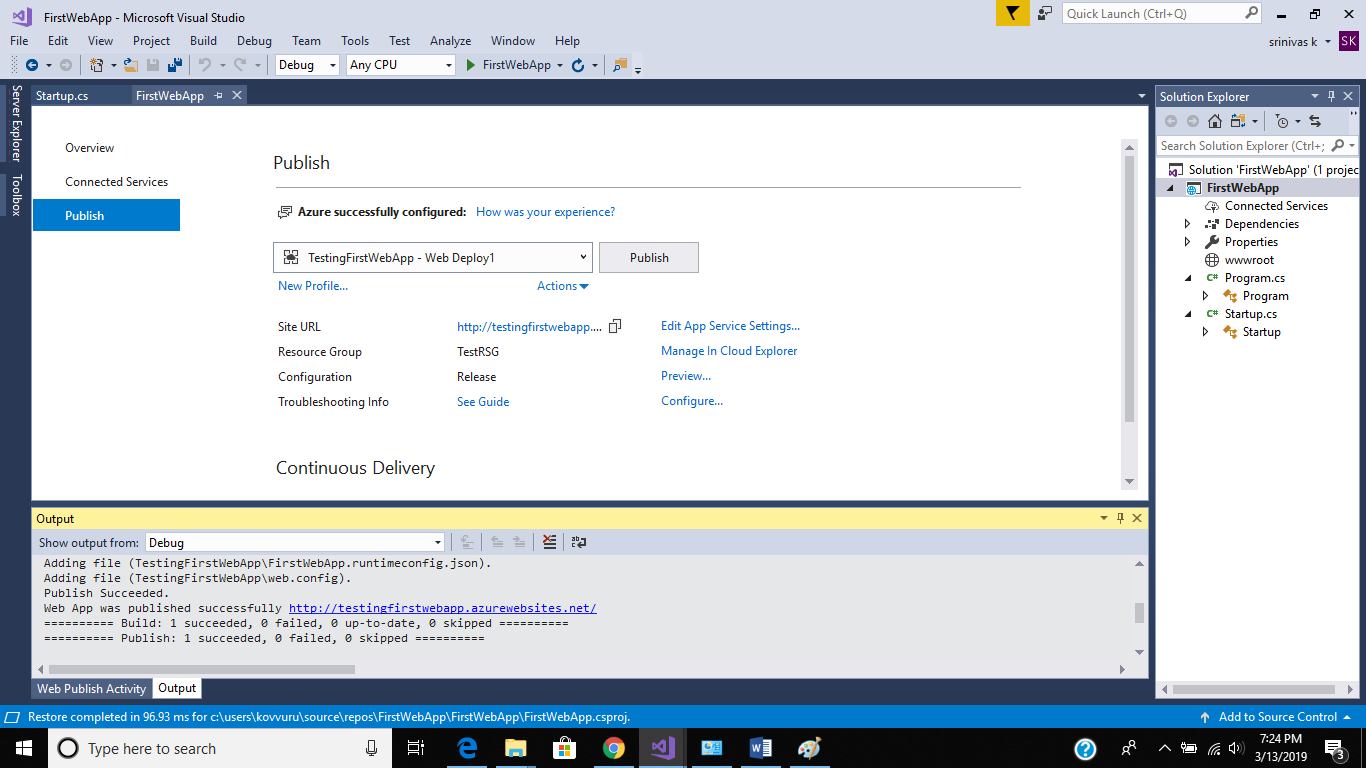 FirstWebApp - Microsoft Visual Studio
Quick Launch (Ctrl+Q)
File Edit View Project Build Debug Team Tools Test Analyze Window Help
srinivas k SK
Debug Any CPU FirstWebApp
Server Explorer
Toolbox
Startup.cs FirstWebApp
Overview
Connected Services
Publish
Publish
Azure successfully configured: How was your experience?
TestingFirstWebApp - Web Deploy1 Publish
New Profile... Actions
Site URL http://testingfirstwebapp.... Edit App Service Settings...
Resource Group TestRSG Manage In Cloud Explorer
Configuration Release Preview...
Troubleshooting Info See Guide Configure...
Continuous Delivery
Solution Explorer
Search Solution Explorer (Ctrl+;
Solution 'FirstWebApp' (1 projec
FirstWebApp
Connected Services
Dependencies
Properties
wwwroot
C# Program.cs
Program
C# Startup.cs
Startup
Output
Show output from: Debug
Adding file (TestingFirstWebApp\FirstWebApp.runtimeconfig.json).
Adding file (TestingFirstWebApp\web.config).
Publish Succeeded.
Web App was published successfully http://testingfirstwebapp.azurewebsites.net/
========== Build: 1 succeeded, 0 failed, 0 up-to-date, 0 skipped ==========
========== Publish: 1 succeeded, 0 failed, 0 skipped ==========
Web Publish Activity Output
Restore completed in 96.93 ms for c:\users\kovvuru\source\repos\FirstWebApp\FirstWebApp\FirstWebApp.csproj.
Add to Source Control
Type here to search
7:24 PM
3/13/2019
3